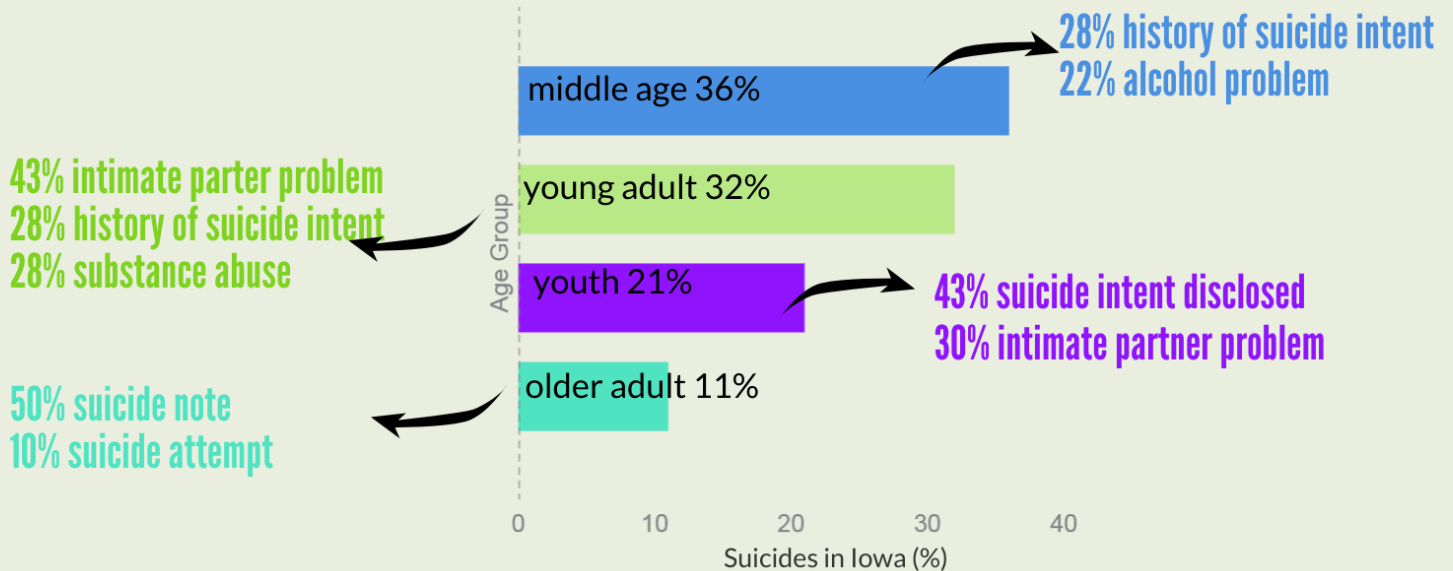 28% history of suicide intent
22% alcohol problem
middle age 36%
43% intimate parter problem
28% history of suicide intent
28% substance abuse
young adult 32%
Age Group
youth 21%
43% suicide intent disclosed
30% intimate partner problem
older adult 11%
50% suicide note
10% suicide attempt
0 10 20 30 40
Suicides in Iowa (%)